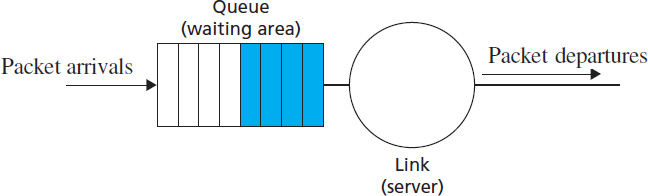 Queue
(waiting area)
Packet arrivals
Packet departures
Link
(server)